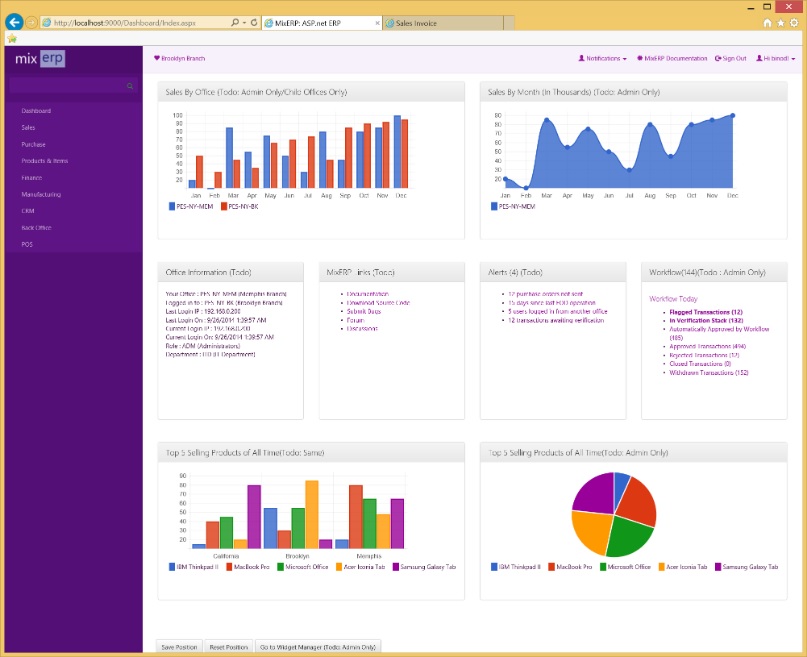 http://localhost:9000/Dashboard/Index.aspx
MixERP: ASP.net ERP
Sales Invoice
mix erp
Brooklyn Branch
Notifications
MixERP Documentation
Sign Out
Hi binod!
Dashboard
Sales
Purchase
Products & Items
Finance
Manufacturing
CRM
Back Office
POS
Sales By Office (Todo: Admin Only/Child Offices Only)
100
90
80
70
60
50
40
30
20
Jan Feb Mar Apr May Jun Jul Aug Sep Oct Nov Dec
PES-NY-MEM PES-NY-BK
Sales By Month (In Thousands) (Todo: Admin Only)
90
80
70
60
50
40
30
20
Jan Feb Mar Apr May Jun Jul Aug Sep Oct Nov Dec
PES-NY-MEM
Office Information (Todo)
Your Office : PES-NY-MEM (Memphis Branch)
Logged in to : PES-NY-BK (Brooklyn Branch)
Last Login IP : 192.168.0.200
Last Login On : 9/26/2014 1:39:57 AM
Current Login IP : 192.168.0.200
Current Login On : 9/26/2014 1:39:57 AM
Role : ADM (Administrators)
Department : (IT Department)
MixERP Links (Todo)
Documentation
Download Source Code
Submit Bugs
Forum
Discussions
Alerts (4) (Todo)
12 purchase orders not sent
15 days since last EOD operation
5 users logged in from another office
12 transactions awaiting verification
Workflow(144)(Todo : Admin Only)
Workflow Today
Flagged Transactions (12)
In Verification Stack (132)
Automatically Approved by Workflow
(185)
Approved Transactions (494)
Rejected Transactions (12)
Closed Transactions (0)
Withdrawn Transactions (152)
Top 5 Selling Products of All Time(Todo: Same)
90
80
70
60
50
40
30
20
California Brooklyn Memphis
IBM Thinkpad II MacBook Pro Microsoft Office Acer Iconia Tab Samsung Galaxy Tab
Top 5 Selling Products of All Time(Todo: Admin Only)
IBM Thinkpad II MacBook Pro Microsoft Office Acer Iconia Tab Samsung Galaxy Tab
Save Position Reset Position Go to Widget Manager (Todo: Admin Only)